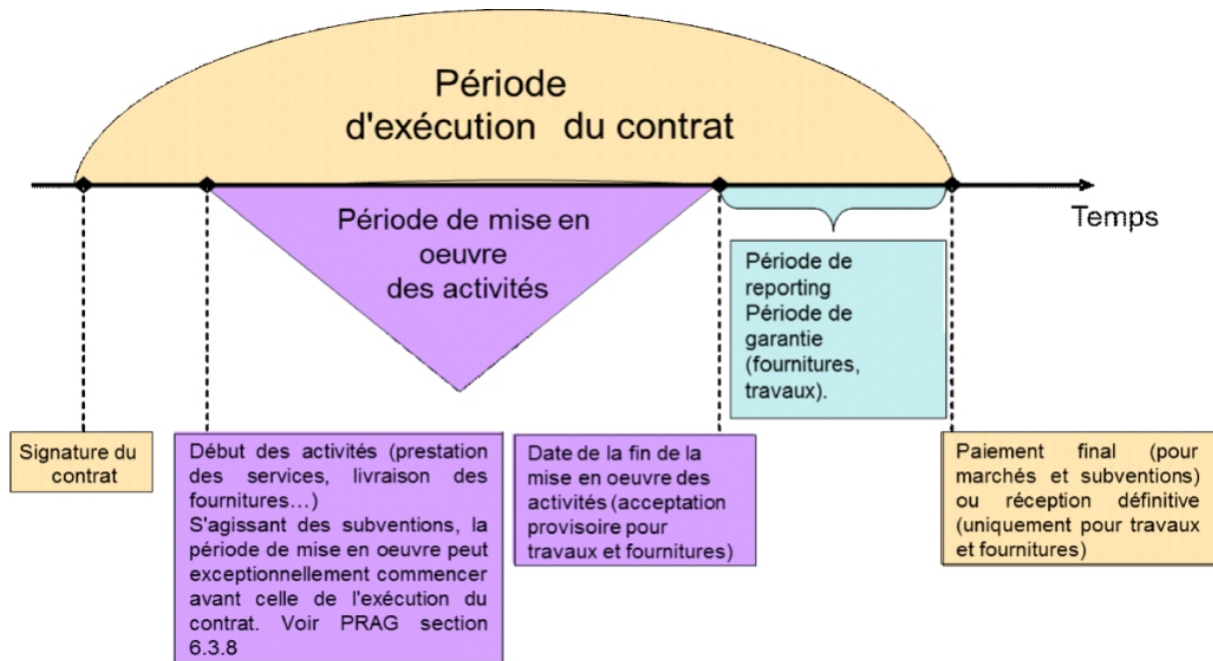 Période
d'exécution du contrat
Temps
Période de mise en
oeuvre
des activités
Période de
reporting
Période de
garantie
(fournitures,
travaux).
Signature du
contrat
Début des activités (prestation
des services, livraison des
fournitures…)
S'agissant des subventions, la
période de mise en oeuvre peut
exceptionnellement commencer
avant celle de l'exécution du
contrat. Voir PRAG section
6.3.8
Date de la fin de la
mise en oeuvre des
activités (acceptation
provisoire pour
travaux et fournitures)
Paiement final (pour
marchés et subventions)
ou réception définitive
(uniquement pour travaux
et fournitures)